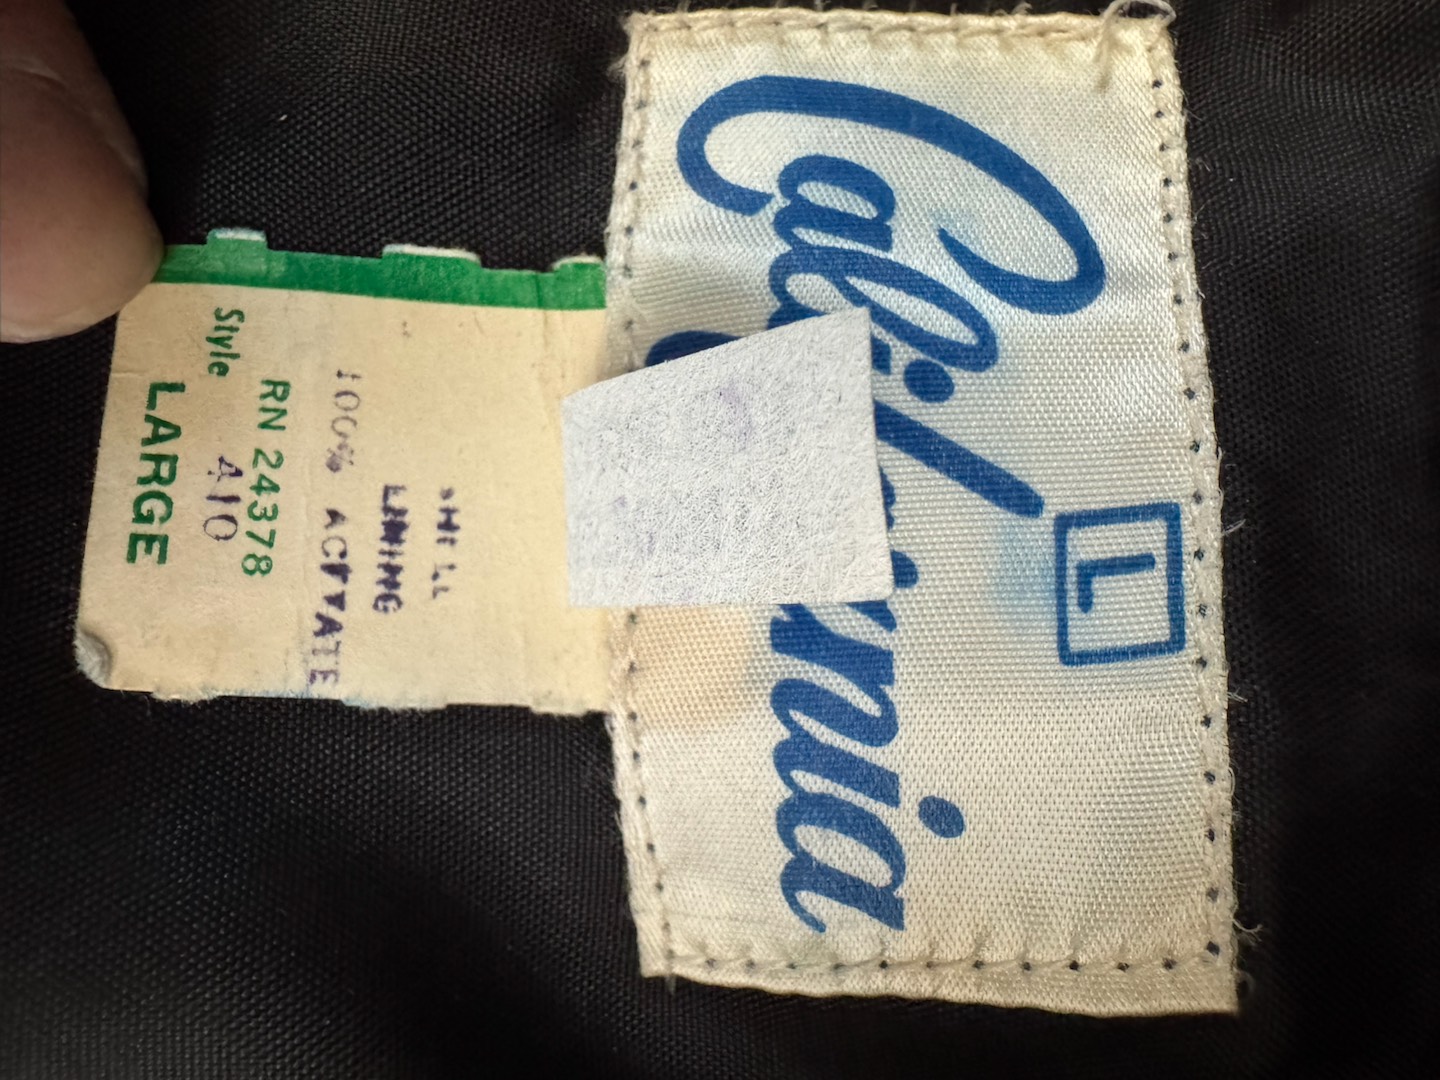 L
California
SHELL
LINING
100% ACETATE
RN 24378
Style 410
LARGE